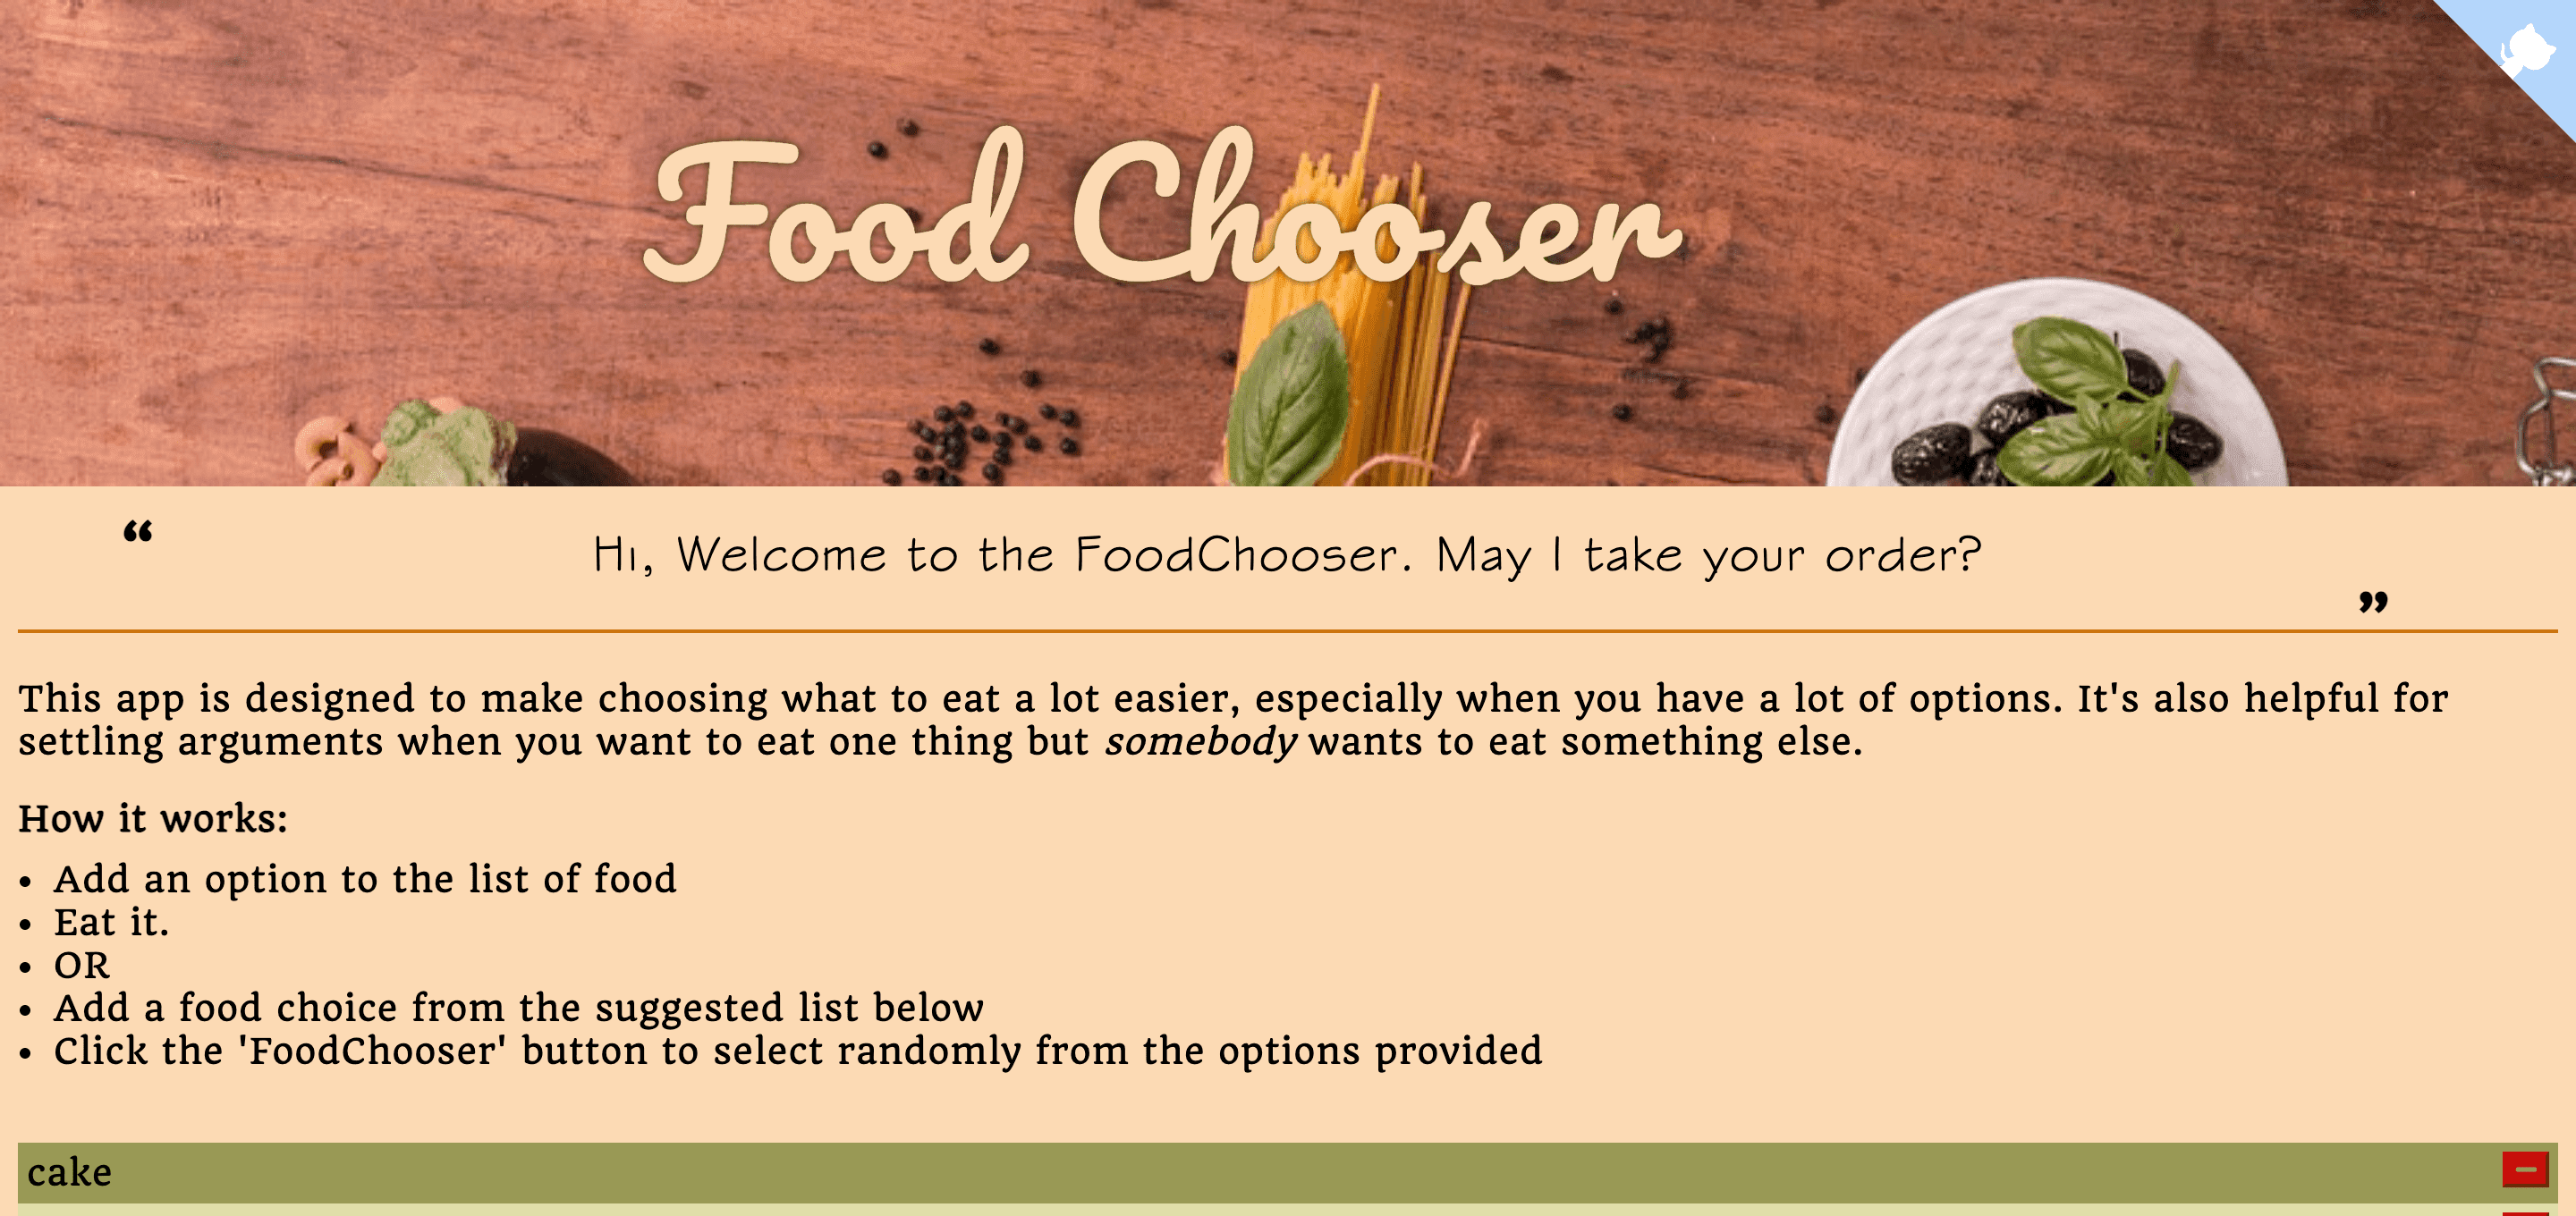 Food Chooser
“
Hi, Welcome to the FoodChooser. May I take your order?
”
This app is designed to make choosing what to eat a lot easier, especially when you have a lot of options. It's also helpful for
settling arguments when you want to eat one thing but somebody wants to eat something else.
How it works:
• Add an option to the list of food
• Eat it.
• OR
• Add a food choice from the suggested list below
• Click the 'FoodChooser' button to select randomly from the options provided
cake